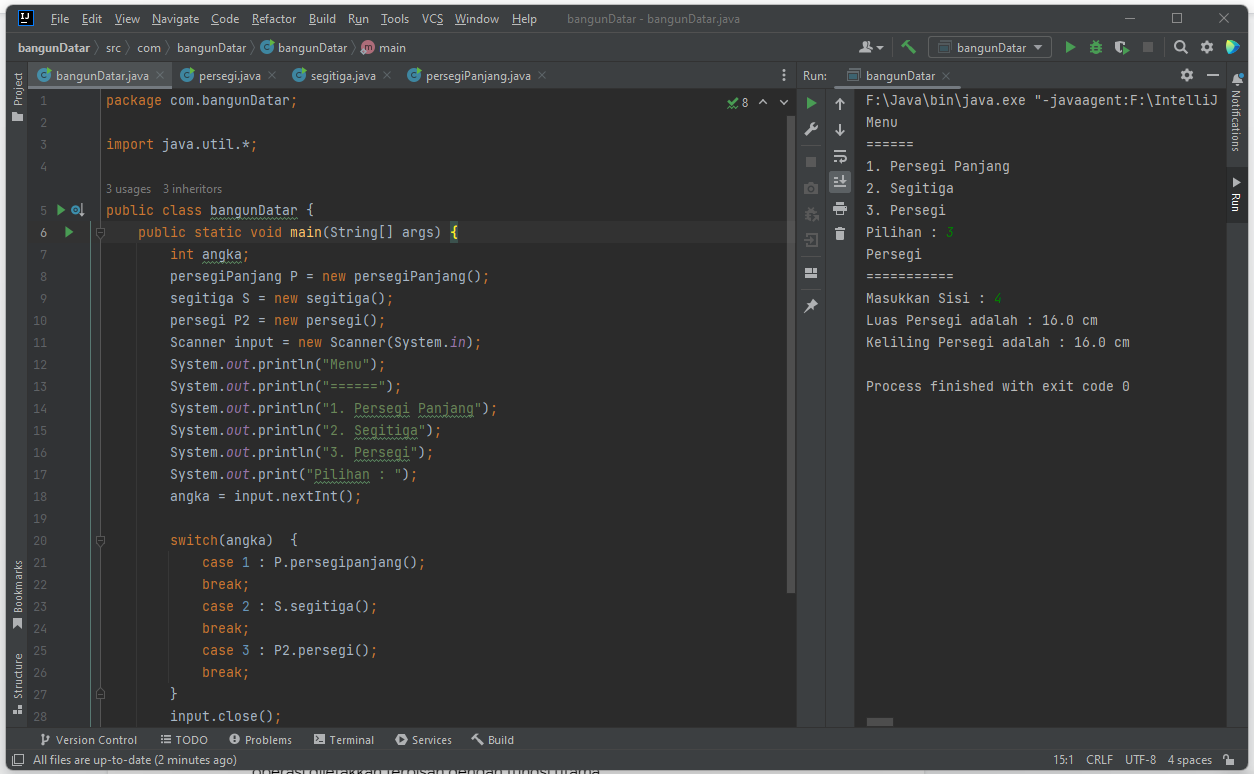 File Edit View Navigate Code Refactor Build Run Tools VCS Window Help bangunDatar - bangunDatar.java
bangunDatar src com bangunDatar bangunDatar main
bangunDatar
Project
bangunDatar.java persegi.java segitiga.java persegiPanjang.java
Run: bangunDatar
Notifications
Run
8
1 package com.bangunDatar;
2
3 import java.util.*;
4
3 usages 3 inheritors
5 public class bangunDatar {
6 public static void main(String[] args) {
7 int angka;
8 persegiPanjang P = new persegiPanjang();
9 segitiga S = new segitiga();
10 persegi P2 = new persegi();
11 Scanner input = new Scanner(System.in);
12 System.out.println("Menu");
13 System.out.println("======");
14 System.out.println("1. Persegi Panjang");
15 System.out.println("2. Segitiga");
16 System.out.println("3. Persegi");
17 System.out.print("Pilihan : ");
18 angka = input.nextInt();
19
20 switch(angka) {
21 case 1 : P.persegipanjang();
22 break;
23 case 2 : S.segitiga();
24 break;
25 case 3 : P2.persegi();
26 break;
27 }
28 input.close();
F:\Java\bin\java.exe "-javaagent:F:\IntelliJ
Menu
======
1. Persegi Panjang
2. Segitiga
3. Persegi
Pilihan : 3
Persegi
===========
Masukkan Sisi : 4
Luas Persegi adalah : 16.0 cm
Keliling Persegi adalah : 16.0 cm
Process finished with exit code 0
Bookmarks
Structure
Version Control TODO Problems Terminal Services Build
All files are up-to-date (2 minutes ago)
15:1 CRLF UTF-8 4 spaces